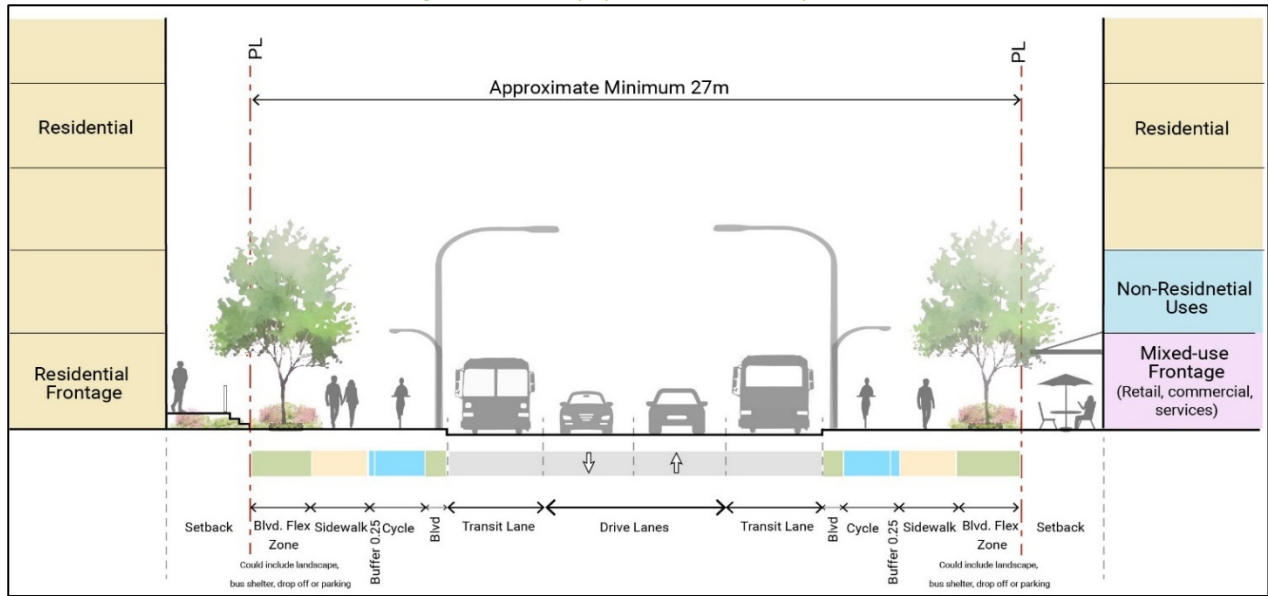 PL
PL
Approximate Minimum 27m
Residential
Residential
Non-Residnetial
Uses
Residential
Frontage
Mixed-use
Frontage
(Retail, commercial,
services)
Setback
Blvd. Flex
Zone
Could include landscape,
bus shelter, drop off or parking
Sidewalk
Buffer 0.25
Cycle
Blvd
Transit Lane
Drive Lanes
Transit Lane
Blvd
Cycle
Buffer 0.25
Sidewalk
Blvd. Flex
Zone
Could include landscape,
bus shelter, drop off or parking
Setback